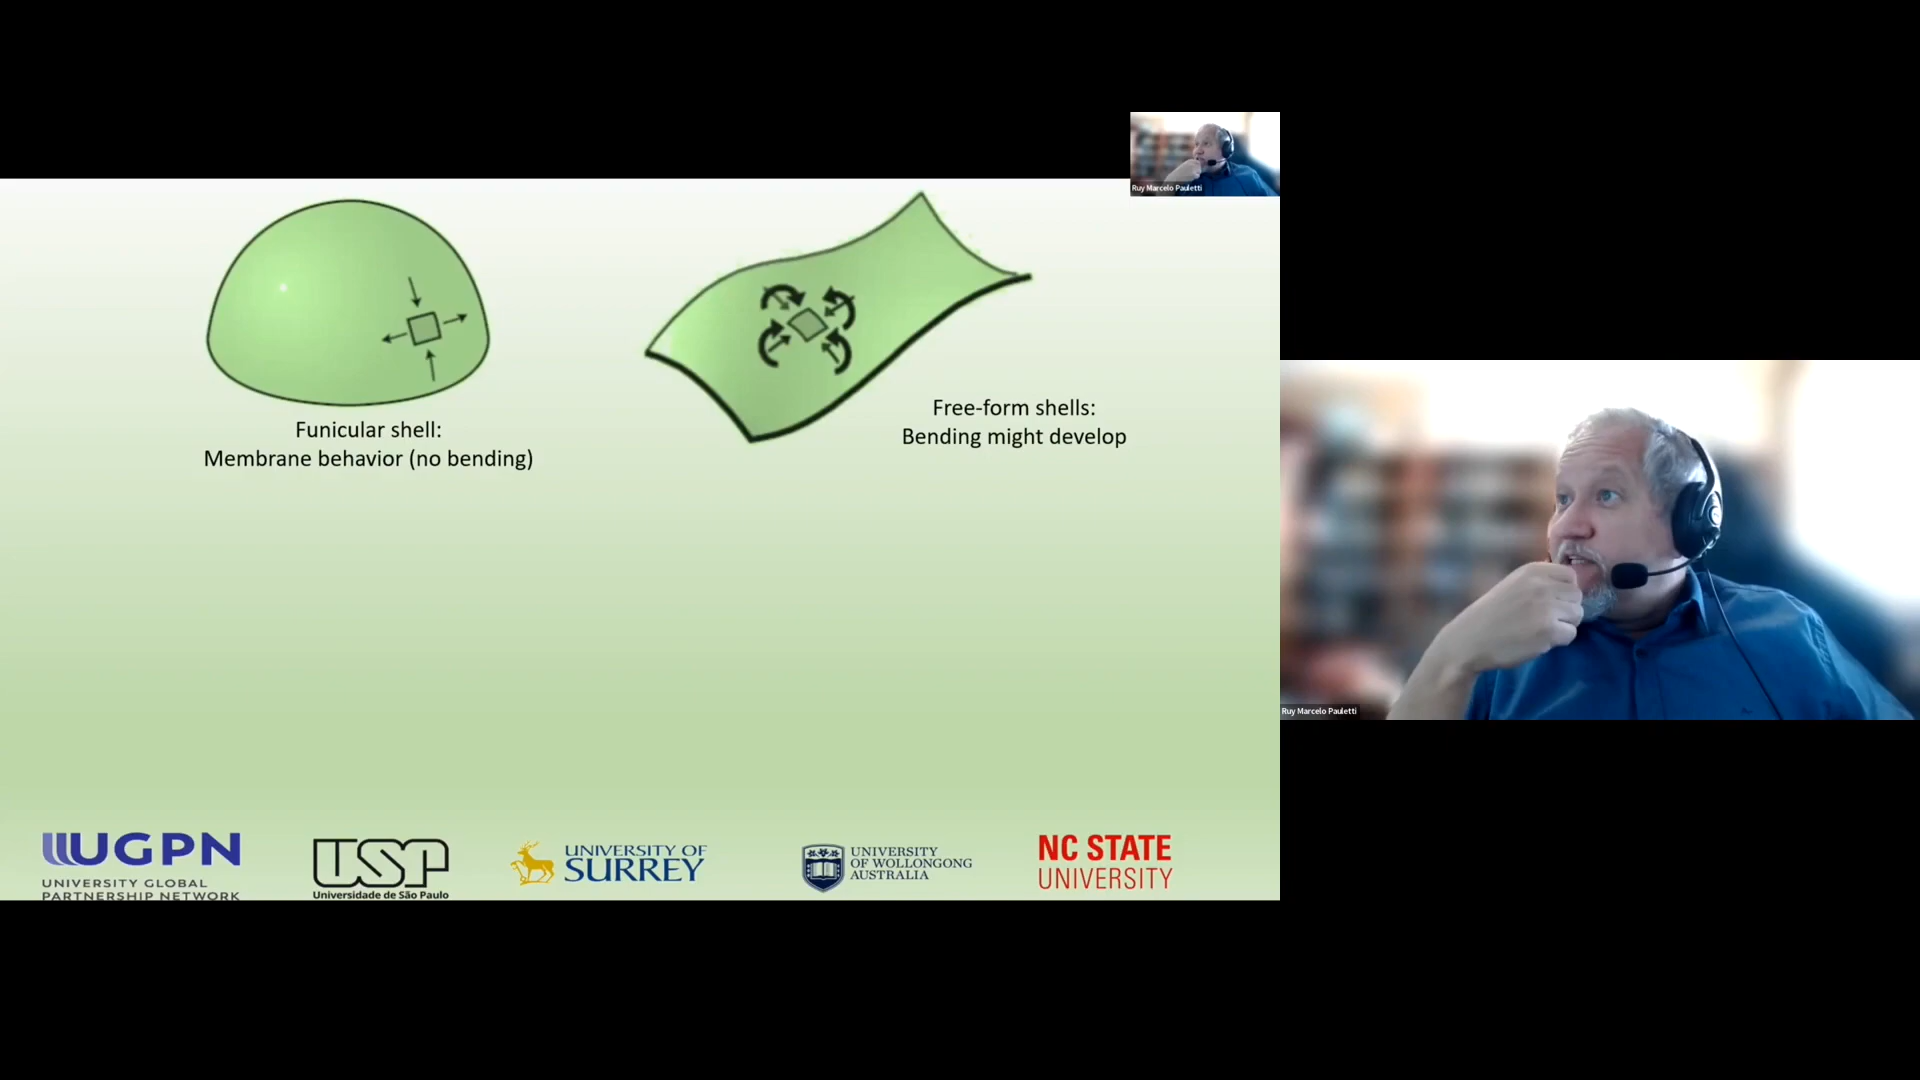 Ruy Marcelo Pauletti
Funicular shell:
Membrane behavior (no bending)
Free-form shells:
Bending might develop
Ruy Marcelo Pauletti
UGPN
UNIVERSITY GLOBAL
PARTNERSHIP NETWORK
USP
Universidade de São Paulo
UNIVERSITY OF
SURREY
UNIVERSITY
OF WOLLONGONG
AUSTRALIA
NC STATE
UNIVERSITY